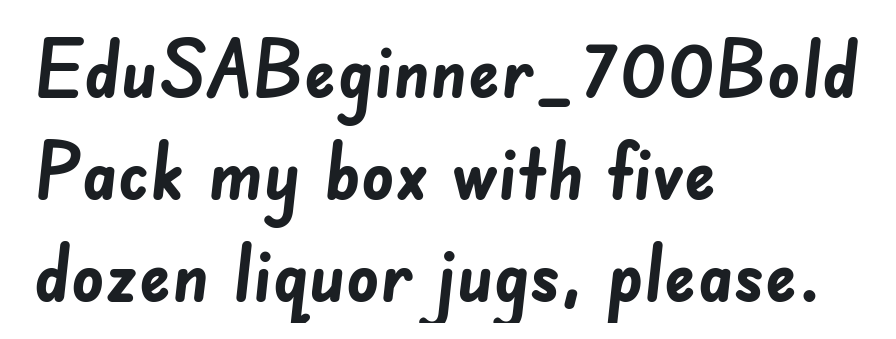 EduSABeginner_700Bold
Pack my box with five
dozen liquor jugs, please.